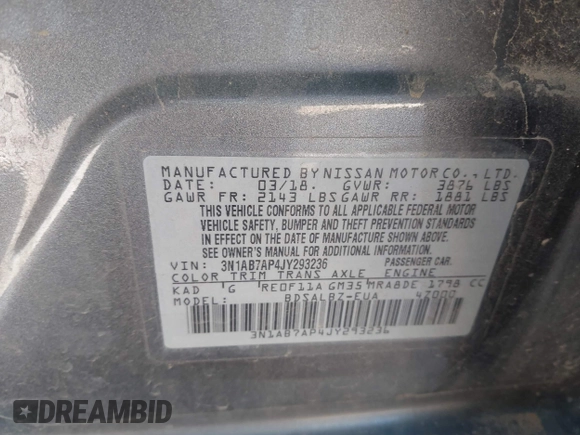 MANUFACTURED BY NISSAN MOTOR CO., LTD.
DATE: 03/18. GVWR: 3876 LBS
GAWR FR: 2143 LBS GAWR RR: 1881 LBS
THIS VEHICLE CONFORMS TO ALL APPLICABLE FEDERAL MOTOR
VEHICLE SAFETY, BUMPER AND THEFT PREVENTION STANDARDS
IN EFFECT ON THE DATE OF MANUFACTURE SHOWN ABOVE.
SEE OWNER'S MANUAL FOR ADDITIONAL INFORMATION.
VIN: 3N1AB7AP4JY293236 PASSENGER CAR.
COLOR TRIM TRANS AXLE ENGINE
KAD 'G RE0F11A GM35 MRA8DE 1798 CC
BDSALBZ-EUA 4Z000
3N1AB7AP4JY293236
DREAMBID